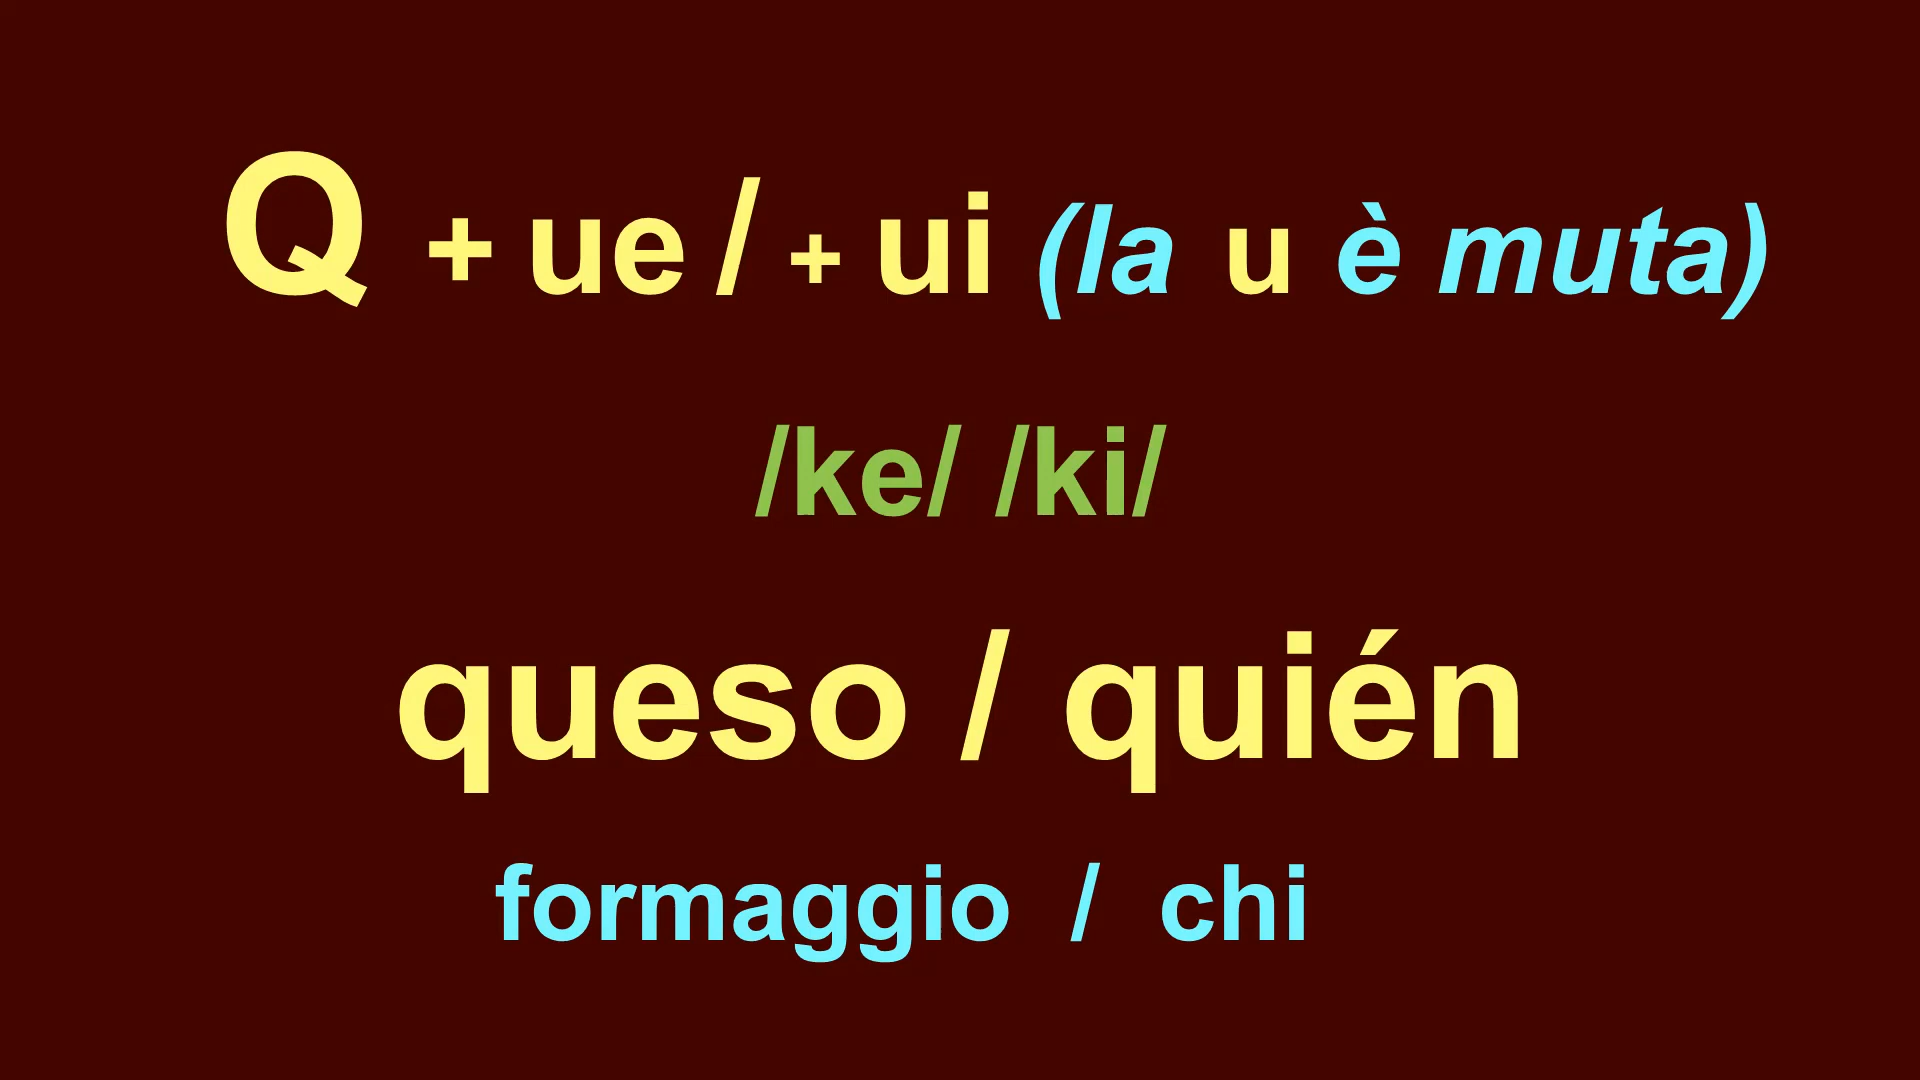 Q + ue / + ui (la u è muta)
/ke/ /ki/
queso / quién
formaggio / chi